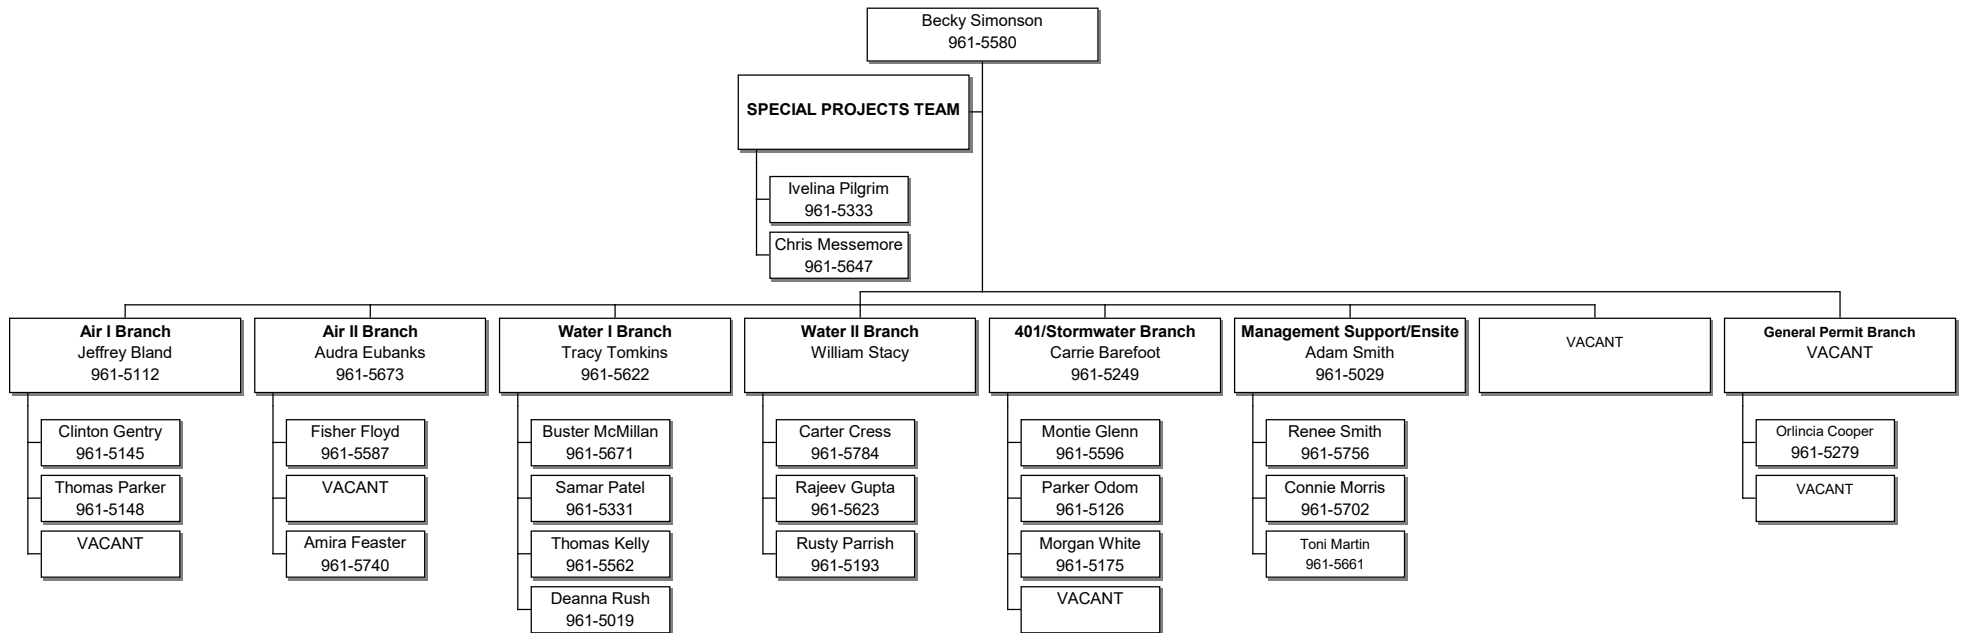 Becky Simonson
961-5580
SPECIAL PROJECTS TEAM
Ivelina Pilgrim
961-5333
Chris Messemore
961-5647
Air I Branch
Jeffrey Bland
961-5112
Clinton Gentry
961-5145
Thomas Parker
961-5148
VACANT
Air II Branch
Audra Eubanks
961-5673
Fisher Floyd
961-5587
VACANT
Amira Feaster
961-5740
Water I Branch
Tracy Tomkins
961-5622
Buster McMillan
961-5671
Samar Patel
961-5331
Thomas Kelly
961-5562
Deanna Rush
961-5019
Water II Branch
William Stacy
Carter Cress
961-5784
Rajeev Gupta
961-5623
Rusty Parrish
961-5193
401/Stormwater Branch
Carrie Barefoot
961-5249
Montie Glenn
961-5596
Parker Odom
961-5126
Morgan White
961-5175
VACANT
Management Support/Ensite
Adam Smith
961-5029
Renee Smith
961-5756
Connie Morris
961-5702
Toni Martin
961-5661
VACANT
General Permit Branch
VACANT
Orlincia Cooper
961-5279
VACANT